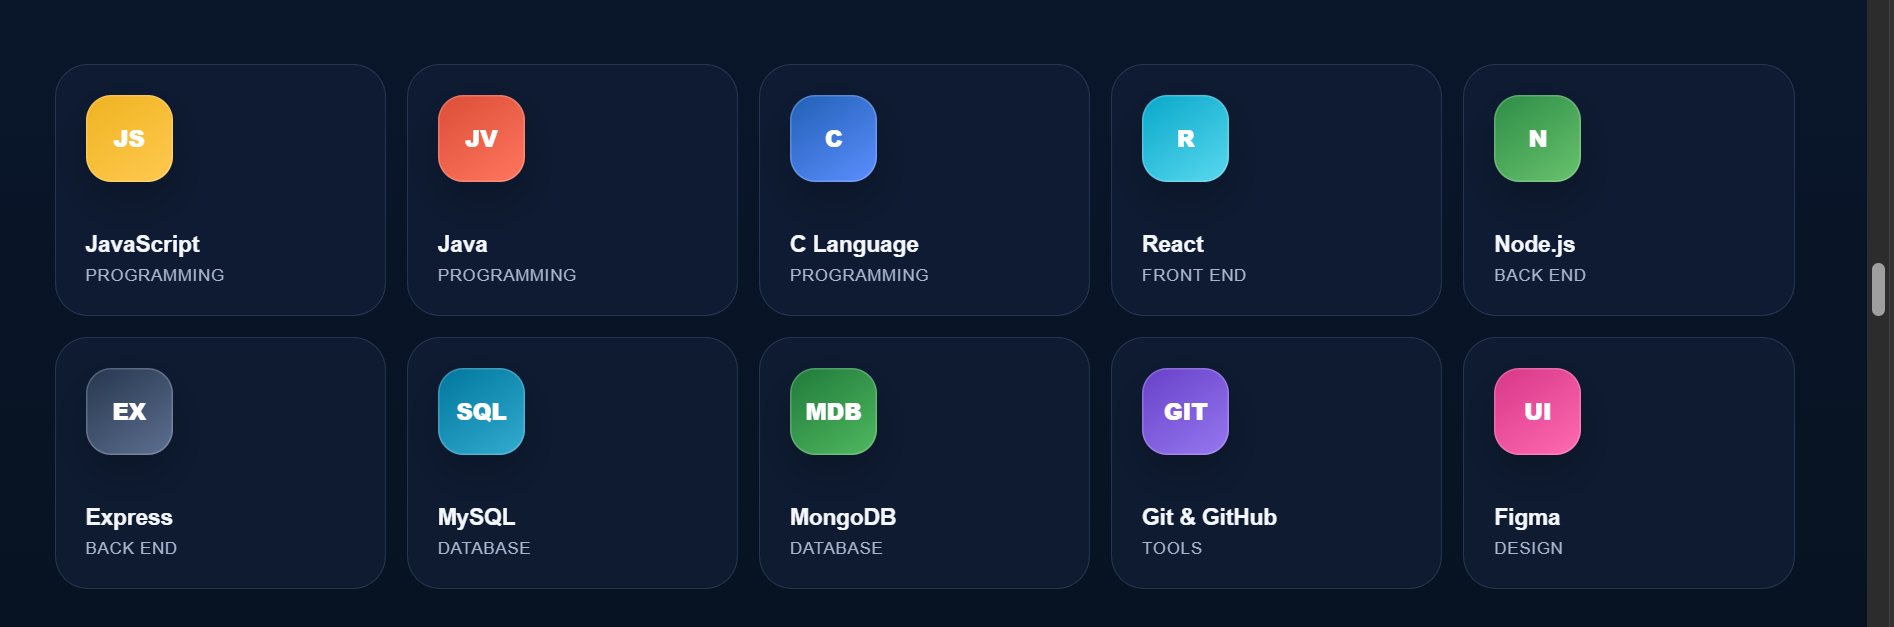 JS
JavaScript
PROGRAMMING
JV
Java
PROGRAMMING
C
C Language
PROGRAMMING
R
React
FRONT END
N
Node.js
BACK END
EX
Express
BACK END
SQL
MySQL
DATABASE
MDB
MongoDB
DATABASE
GIT
Git & GitHub
TOOLS
UI
Figma
DESIGN